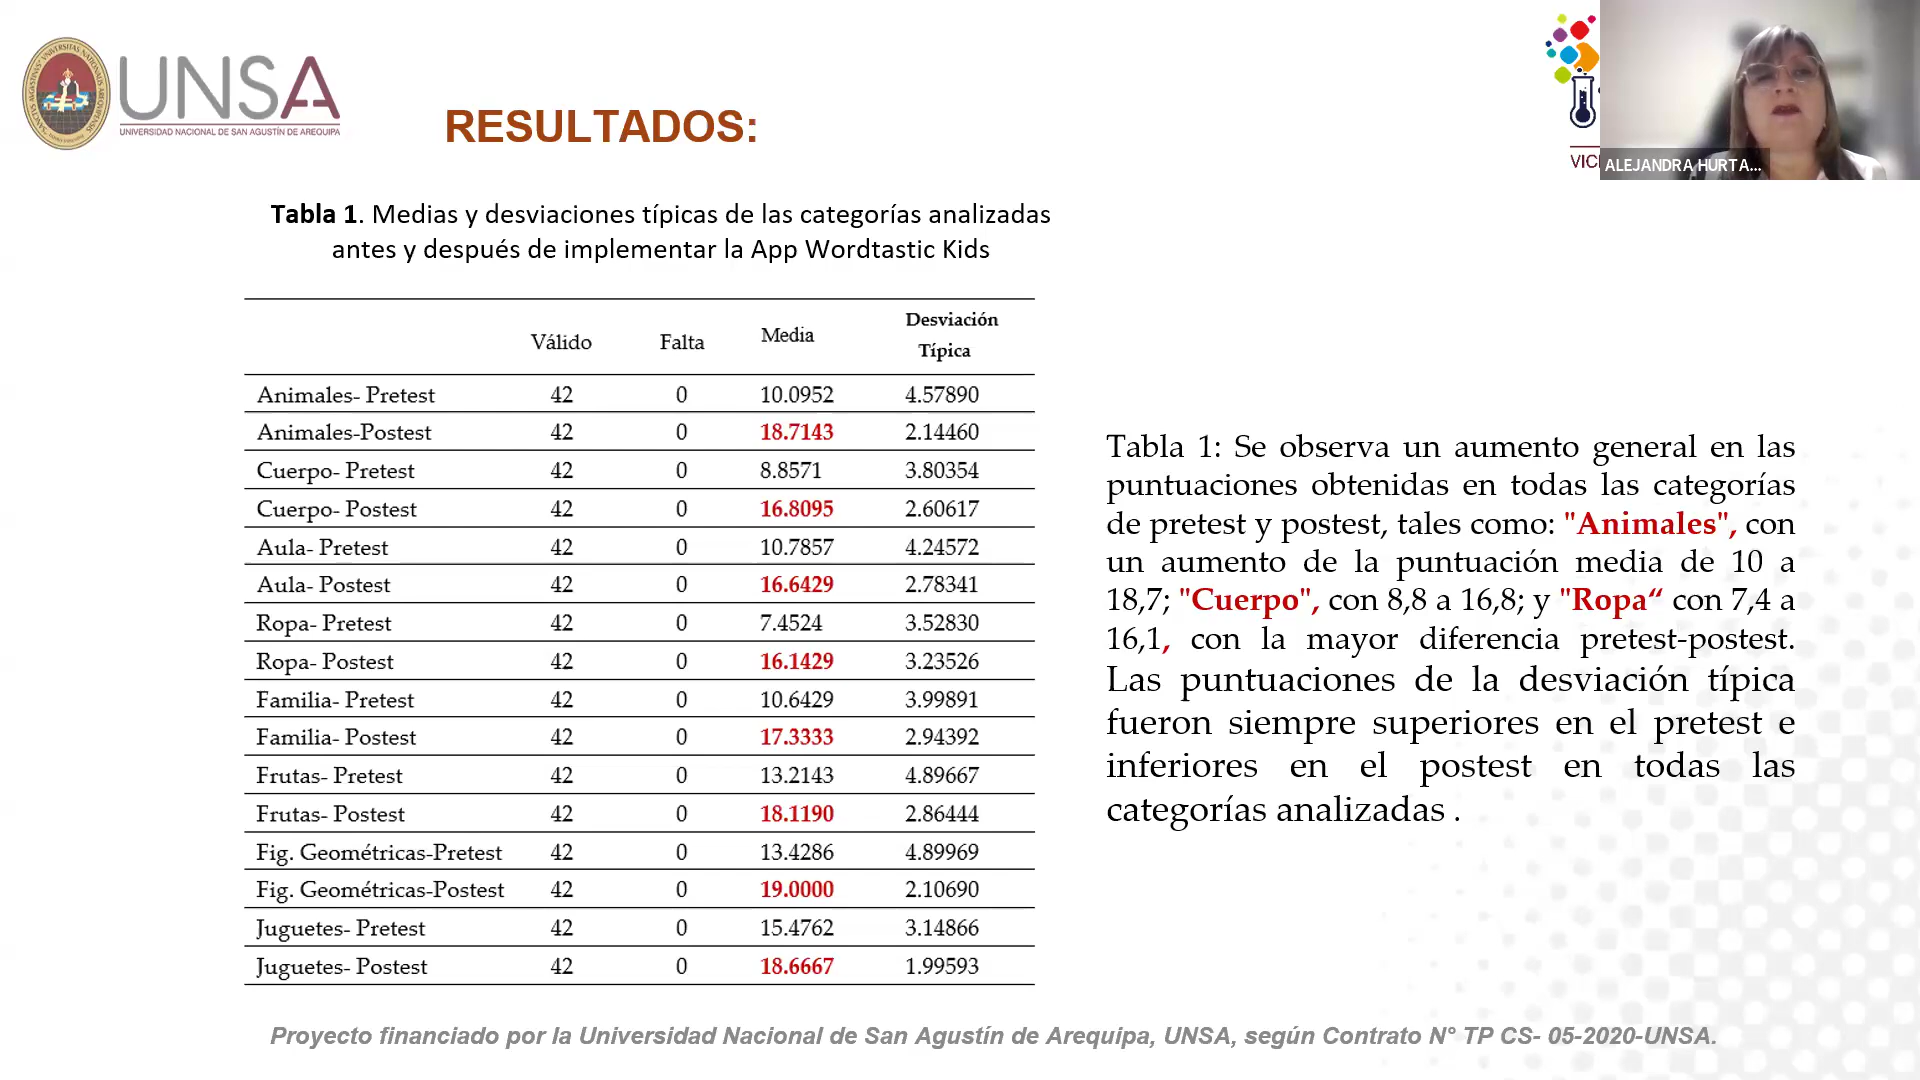 UNSA
UNIVERSIDAD NACIONAL DE SAN AGUSTÍN DE AREQUIPA
RESULTADOS:
VIC
ALEJANDRA HURTA...
Tabla 1. Medias y desviaciones típicas de las categorías analizadas
antes y después de implementar la App Wordtastic Kids
Válido Falta Media Desviación Típica
Animales- Pretest 42 0 10.0952 4.57890
Animales-Postest 42 0 18.7143 2.14460
Cuerpo- Pretest 42 0 8.8571 3.80354
Cuerpo- Postest 42 0 16.8095 2.60617
Aula- Pretest 42 0 10.7857 4.24572
Aula- Postest 42 0 16.6429 2.78341
Ropa- Pretest 42 0 7.4524 3.52830
Ropa- Postest 42 0 16.1429 3.23526
Familia- Pretest 42 0 10.6429 3.99891
Familia- Postest 42 0 17.3333 2.94392
Frutas- Pretest 42 0 13.2143 4.89667
Frutas- Postest 42 0 18.1190 2.86444
Fig. Geométricas-Pretest 42 0 13.4286 4.89969
Fig. Geométricas-Postest 42 0 19.0000 2.10690
Juguetes- Pretest 42 0 15.4762 3.14866
Juguetes- Postest 42 0 18.6667 1.99593
Tabla 1: Se observa un aumento general en las
puntuaciones obtenidas en todas las categorías
de pretest y postest, tales como: "Animales", con
un aumento de la puntuación media de 10 a
18,7; "Cuerpo", con 8,8 a 16,8; y "Ropa“ con 7,4 a
16,1, con la mayor diferencia pretest-postest.
Las puntuaciones de la desviación típica
fueron siempre superiores en el pretest e
inferiores en el postest en todas las
categorías analizadas .
Proyecto financiado por la Universidad Nacional de San Agustín de Arequipa, UNSA, según Contrato N° TP CS- 05-2020-UNSA.